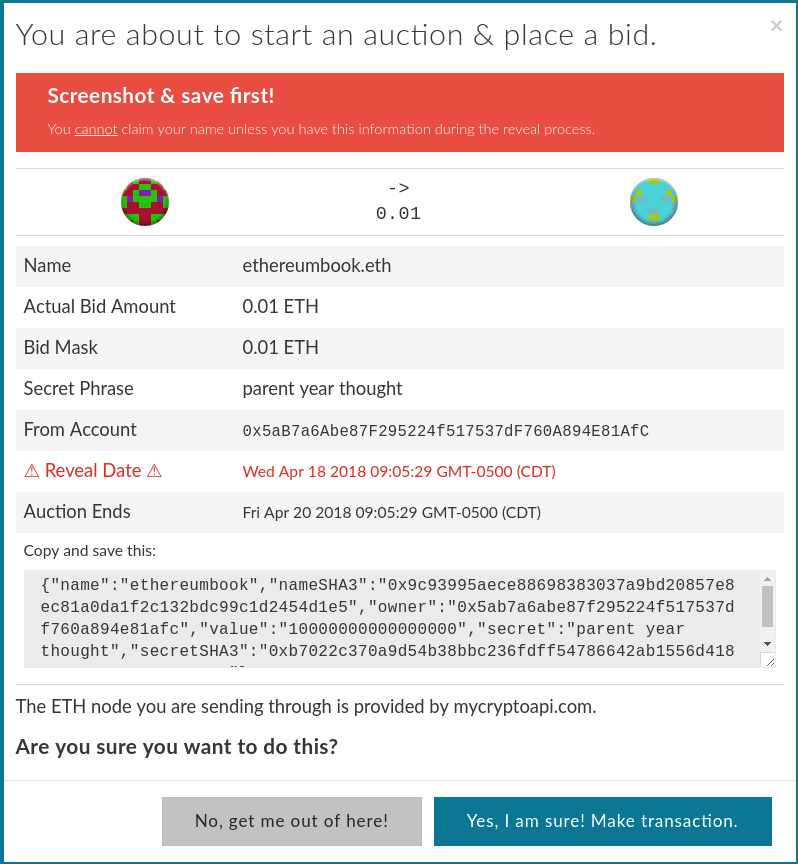 You are about to start an auction & place a bid.
×
Screenshot & save first!
You cannot claim your name unless you have this information during the reveal process.
->
0.01
Name ethereumbook.eth
Actual Bid Amount 0.01 ETH
Bid Mask 0.01 ETH
Secret Phrase parent year thought
From Account 0x5aB7a6Abe87F295224f517537dF760A894E81AfC
⚠ Reveal Date ⚠ Wed Apr 18 2018 09:05:29 GMT-0500 (CDT)
Auction Ends Fri Apr 20 2018 09:05:29 GMT-0500 (CDT)
Copy and save this:
{"name":"ethereumbook","nameSHA3":"0x9c93995aece88698383037a9bd20857e8
ec81a0da1f2c132bdc99c1d2454d1e5","owner":"0x5ab7a6abe87f295224f517537d
f760a894e81afc","value":"10000000000000000","secret":"parent year
thought","secretSHA3":"0xb7022c370a9d54b38bbc236fdff54786642ab1556d418
The ETH node you are sending through is provided by mycryptoapi.com.
Are you sure you want to do this?
No, get me out of here!
Yes, I am sure! Make transaction.